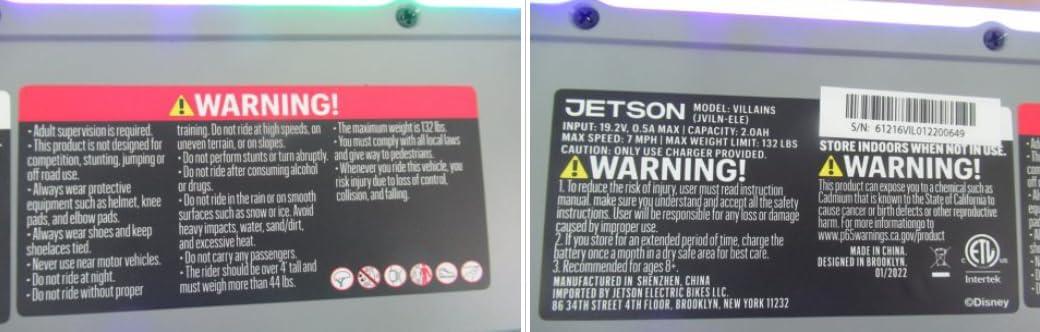 WARNING!
• Adult supervision is required.
• This product is not designed for
competition, stunting, jumping or
off road use.
• Always wear protective
equipment such as helmet, knee
pads, and elbow pads.
• Always wear shoes and keep
shoelaces tied.
• Never use near motor vehicles.
• Do not ride at night.
• Do not ride without proper
training. Do not ride at high speeds, on
uneven terrain, or on slopes.
• Do not perform stunts or turn abruptly.
• Do not ride after consuming alcohol
or drugs.
• Do not ride in the rain or on smooth
surfaces such as snow or ice. Avoid
heavy impacts, water, sand/dirt,
and excessive heat.
• Do not carry any passengers.
• The rider should be over 4' tall and
must weigh more than 44 lbs.
• The maximum weight is 132 lbs.
• You must comply with all local laws
and give way to pedestrians.
• Whenever you ride this vehicle, you
risk injury due to loss of control,
collision, and falling.
JETSON
MODEL: VILLAINS
(JVILN-ELE)
INPUT: 19.2V, 0.5A MAX | CAPACITY: 2.0AH
MAX SPEED: 7 MPH | MAX WEIGHT LIMIT: 132 LBS
CAUTION: ONLY USE CHARGER PROVIDED.
WARNING!
1. To reduce the risk of injury, user must read instruction
manual. make sure you understand and accept all the safety
instructions. User will be responsible for any loss or damage
caused by improper use.
2. If you store for an extended period of time, charge the
battery once a month in a dry safe area for best care.
3. Recommended for ages 8+.
MANUFACTURED IN SHENZHEN, CHINA
IMPORTED BY JETSON ELECTRIC BIKES LLC.
86 34TH STREET 4TH FLOOR, BROOKLYN, NEW YORK 11232
S/N: 61216VIL012200649
STORE INDOORS WHEN NOT IN USE.
WARNING!
This product can expose you to a chemical such as
Cadmium that is known to the State of California to
cause cancer or birth defects or other reproductive
harm. For more information go to
www.p65warnings.ca.gov/product
MADE IN CHINA.
DESIGNED IN BROOKLYN.
01/2022
ETL
Intertek
©Disney